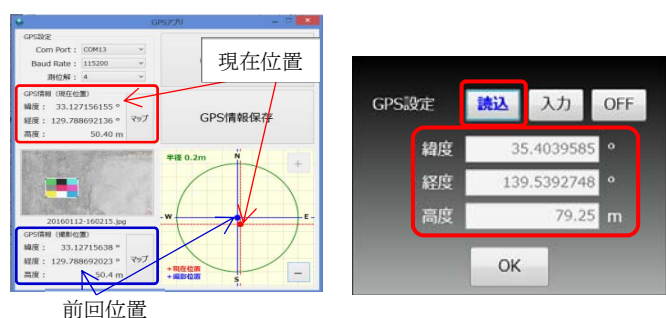 GPSアプリ
GPS設定
Com Port： COM13
Baud Rate： 115200
測位解： 4
現在位置
GPS情報 (現在位置)
緯度： 33.127156155 °
経度： 129.788692136 °
高度： 50.40 m
マップ
GPS情報保存
20160112-160215.jpg
GPS情報 (撮影位置)
緯度： 33.12715638 °
経度： 129.788692023 °
高度： 50.4 m
マップ
半径 0.2m
N
W
E
S
+
−
+現在位置
+撮影位置
前回位置
GPS設定
読込
入力
OFF
緯度 35.4039585 °
経度 139.5392748 °
高度 79.25 m
OK